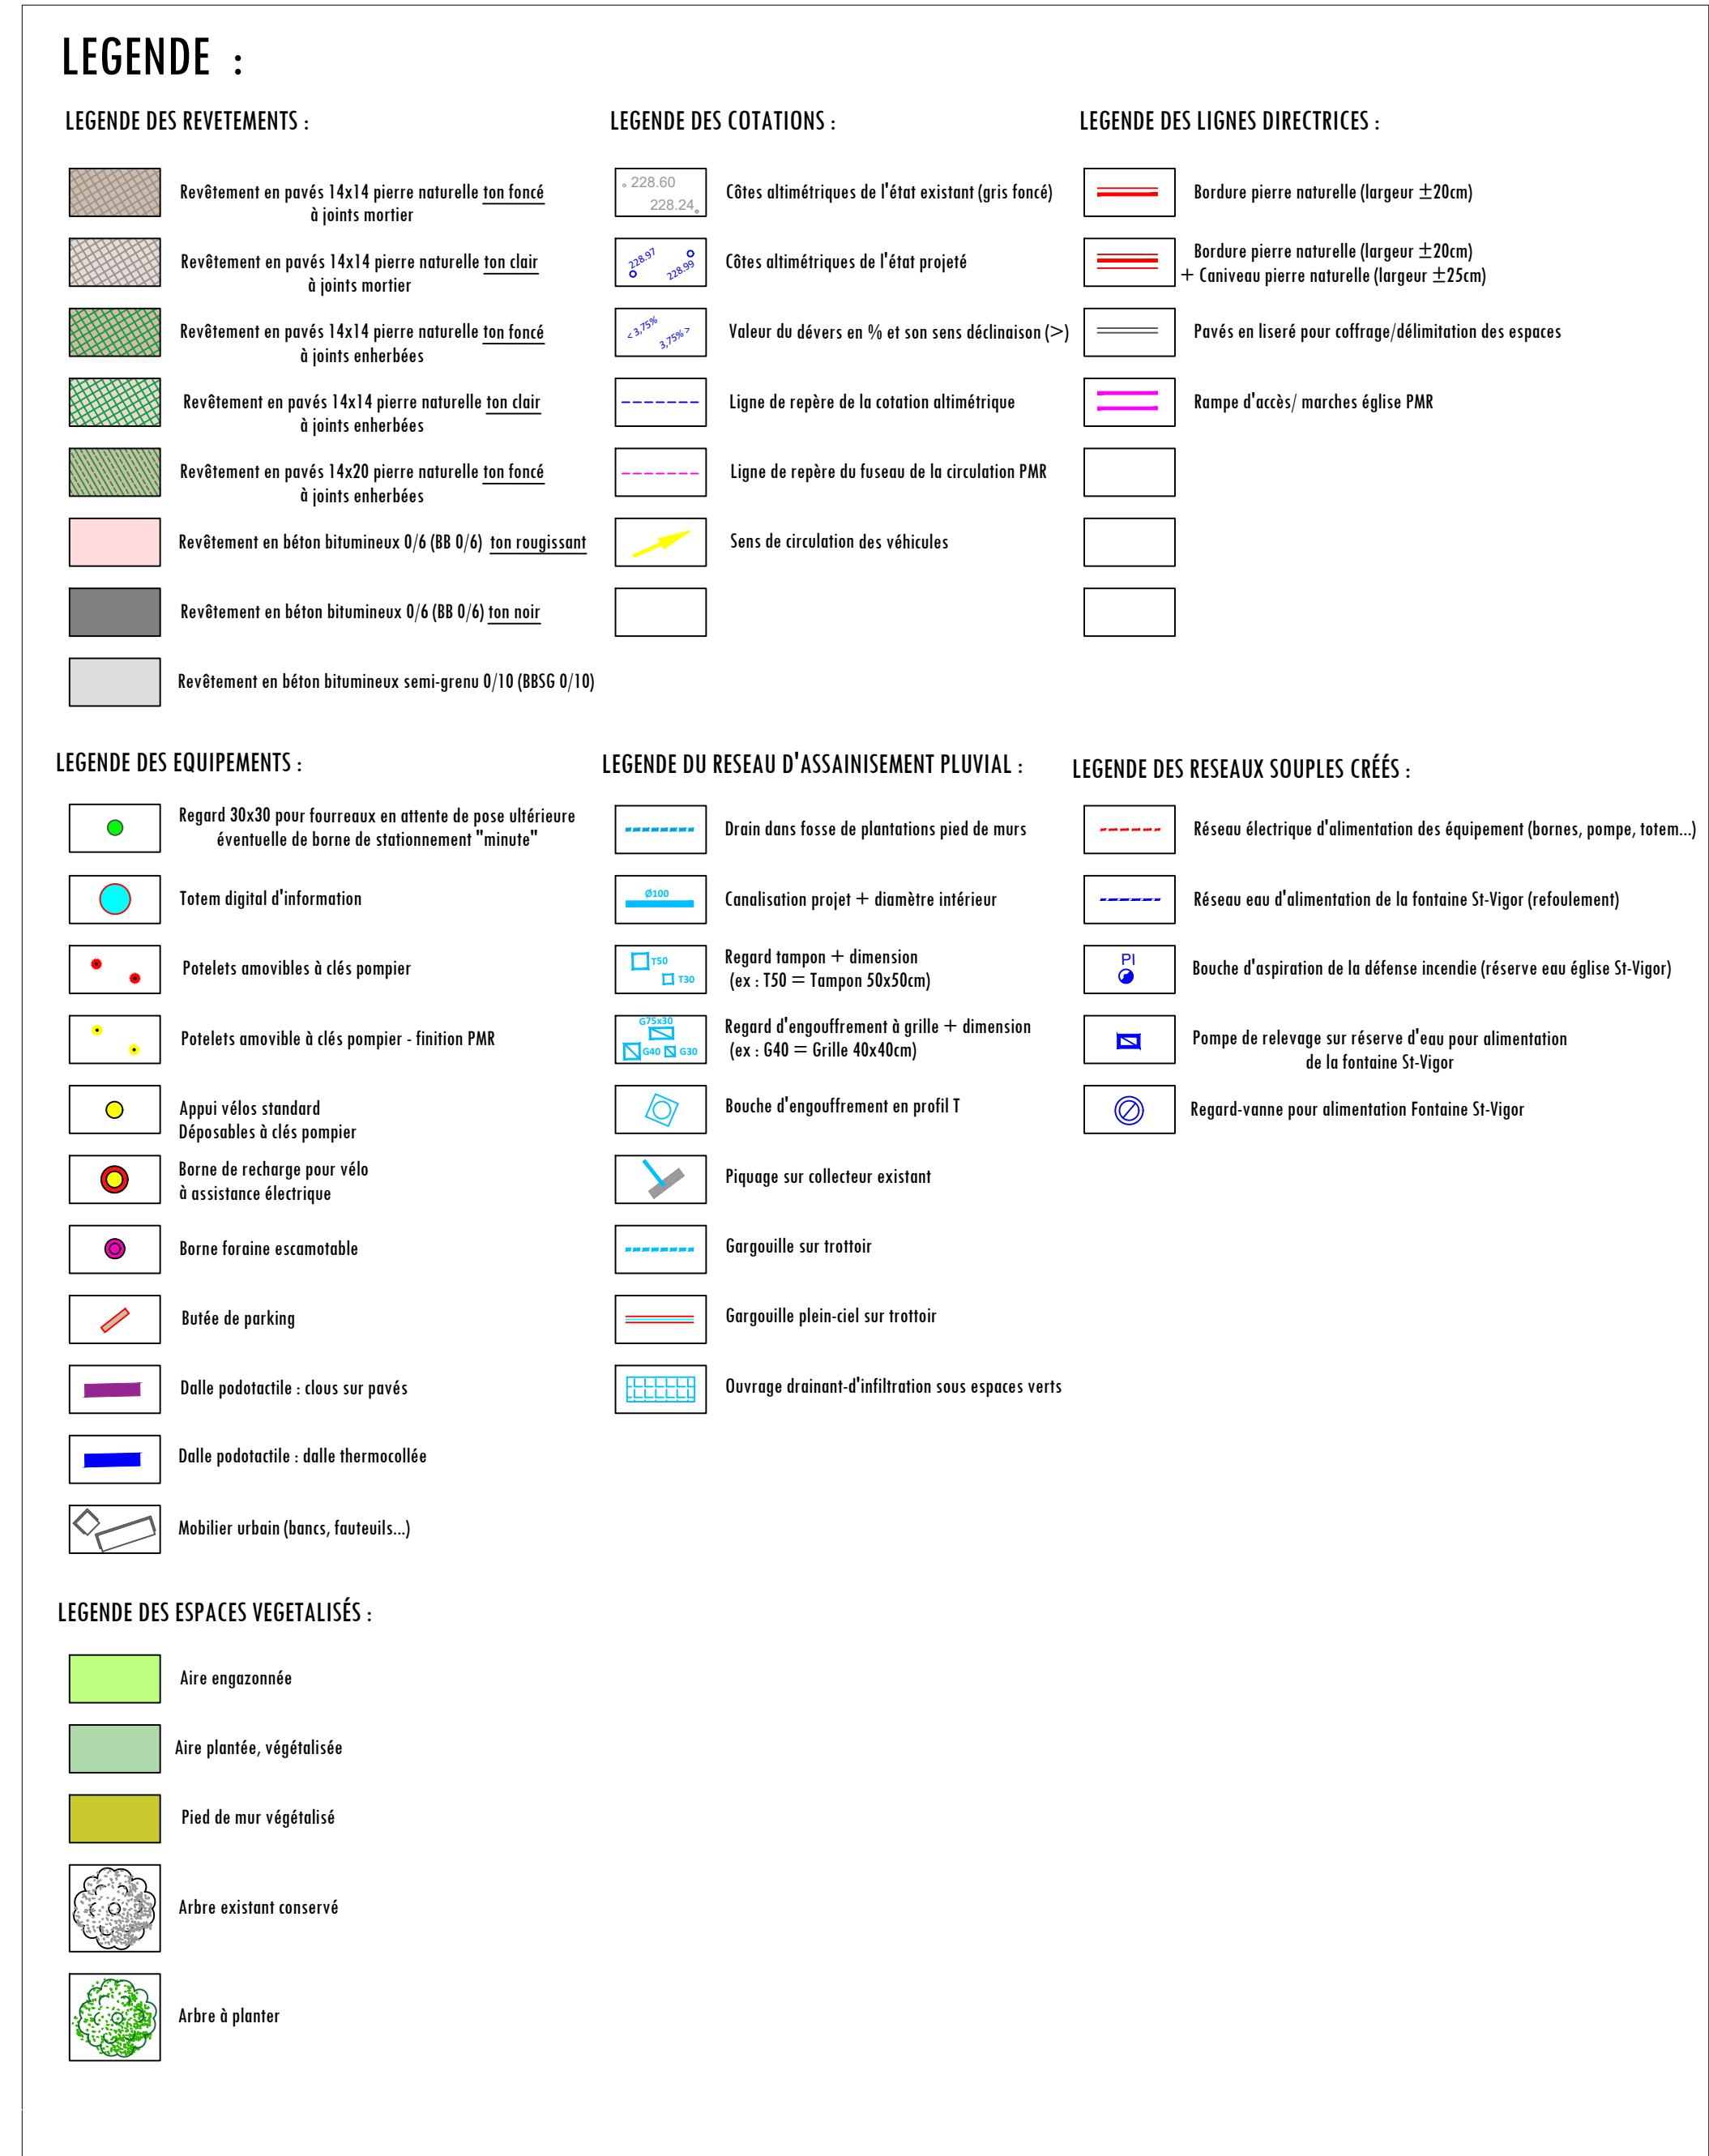 LEGENDE :
LEGENDE DES REVETEMENTS :
Revêtement en pavés 14x14 pierre naturelle ton foncé
à joints mortier
Revêtement en pavés 14x14 pierre naturelle ton clair
à joints mortier
Revêtement en pavés 14x14 pierre naturelle ton foncé
à joints enherbées
Revêtement en pavés 14x14 pierre naturelle ton clair
à joints enherbées
Revêtement en pavés 14x20 pierre naturelle ton foncé
à joints enherbées
Revêtement en béton bitumineux 0/6 (BB 0/6) ton rougissant
Revêtement en béton bitumineux 0/6 (BB 0/6) ton noir
Revêtement en béton bitumineux semi-grenu 0/10 (BBSG 0/10)
LEGENDE DES COTATIONS :
228.60
228.24
Côtes altimétriques de l'état existant (gris foncé)
228.97
228.99
Côtes altimétriques de l'état projeté
< 3,75%
3,75% >
Valeur du dévers en % et son sens déclinaison (>)
Ligne de repère de la cotation altimétrique
Ligne de repère du fuseau de la circulation PMR
Sens de circulation des véhicules
LEGENDE DES LIGNES DIRECTRICES :
Bordure pierre naturelle (largeur ±20cm)
Bordure pierre naturelle (largeur ±20cm)
+ Caniveau pierre naturelle (largeur ±25cm)
Pavés en liseré pour coffrage/délimitation des espaces
Rampe d'accès/ marches église PMR
LEGENDE DES EQUIPEMENTS :
Regard 30x30 pour fourreaux en attente de pose ultérieure
éventuelle de borne de stationnement "minute"
Totem digital d'information
Potelets amovibles à clés pompier
Potelets amovible à clés pompier - finition PMR
Appui vélos standard
Déposables à clés pompier
Borne de recharge pour vélo
à assistance électrique
Borne foraine escamotable
Butée de parking
Dalle podotactile : clous sur pavés
Dalle podotactile : dalle thermocollée
Mobilier urbain (bancs, fauteuils...)
LEGENDE DU RESEAU D'ASSAINISEMENT PLUVIAL :
Drain dans fosse de plantations pied de murs
Ø100
Canalisation projet + diamètre intérieur
T50
T30
Regard tampon + dimension
(ex : T50 = Tampon 50x50cm)
G75x30
G40 G30
Regard d'engouffrement à grille + dimension
(ex : G40 = Grille 40x40cm)
Bouche d'engouffrement en profil T
Piquage sur collecteur existant
Gargouille sur trottoir
Gargouille plein-ciel sur trottoir
Ouvrage drainant-d'infiltration sous espaces verts
LEGENDE DES RESEAUX SOUPLES CRÉÉS :
Réseau électrique d'alimentation des équipement (bornes, pompe, totem...)
Réseau eau d'alimentation de la fontaine St-Vigor (refoulement)
PI
Bouche d'aspiration de la défense incendie (réserve eau église St-Vigor)
Pompe de relevage sur réserve d'eau pour alimentation
de la fontaine St-Vigor
Regard-vanne pour alimentation Fontaine St-Vigor
LEGENDE DES ESPACES VEGETALISÉS :
Aire engazonnée
Aire plantée, végétalisée
Pied de mur végétalisé
Arbre existant conservé
Arbre à planter